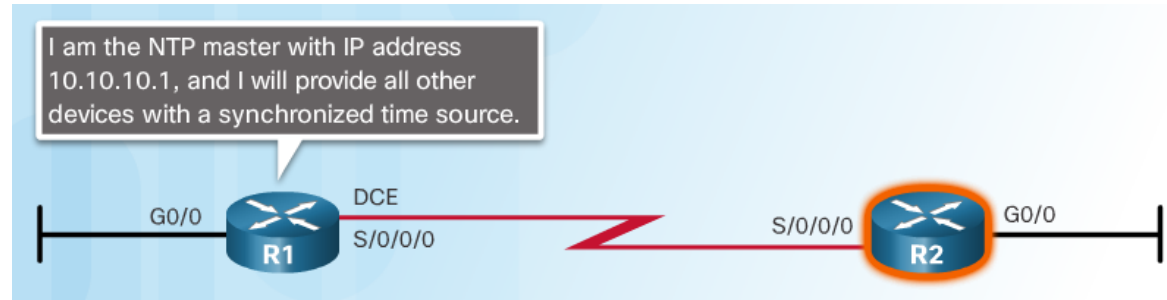 I am the NTP master with IP address
10.10.10.1, and I will provide all other
devices with a synchronized time source.
G0/0
DCE
S/0/0/0
R1
S/0/0/0
G0/0
R2